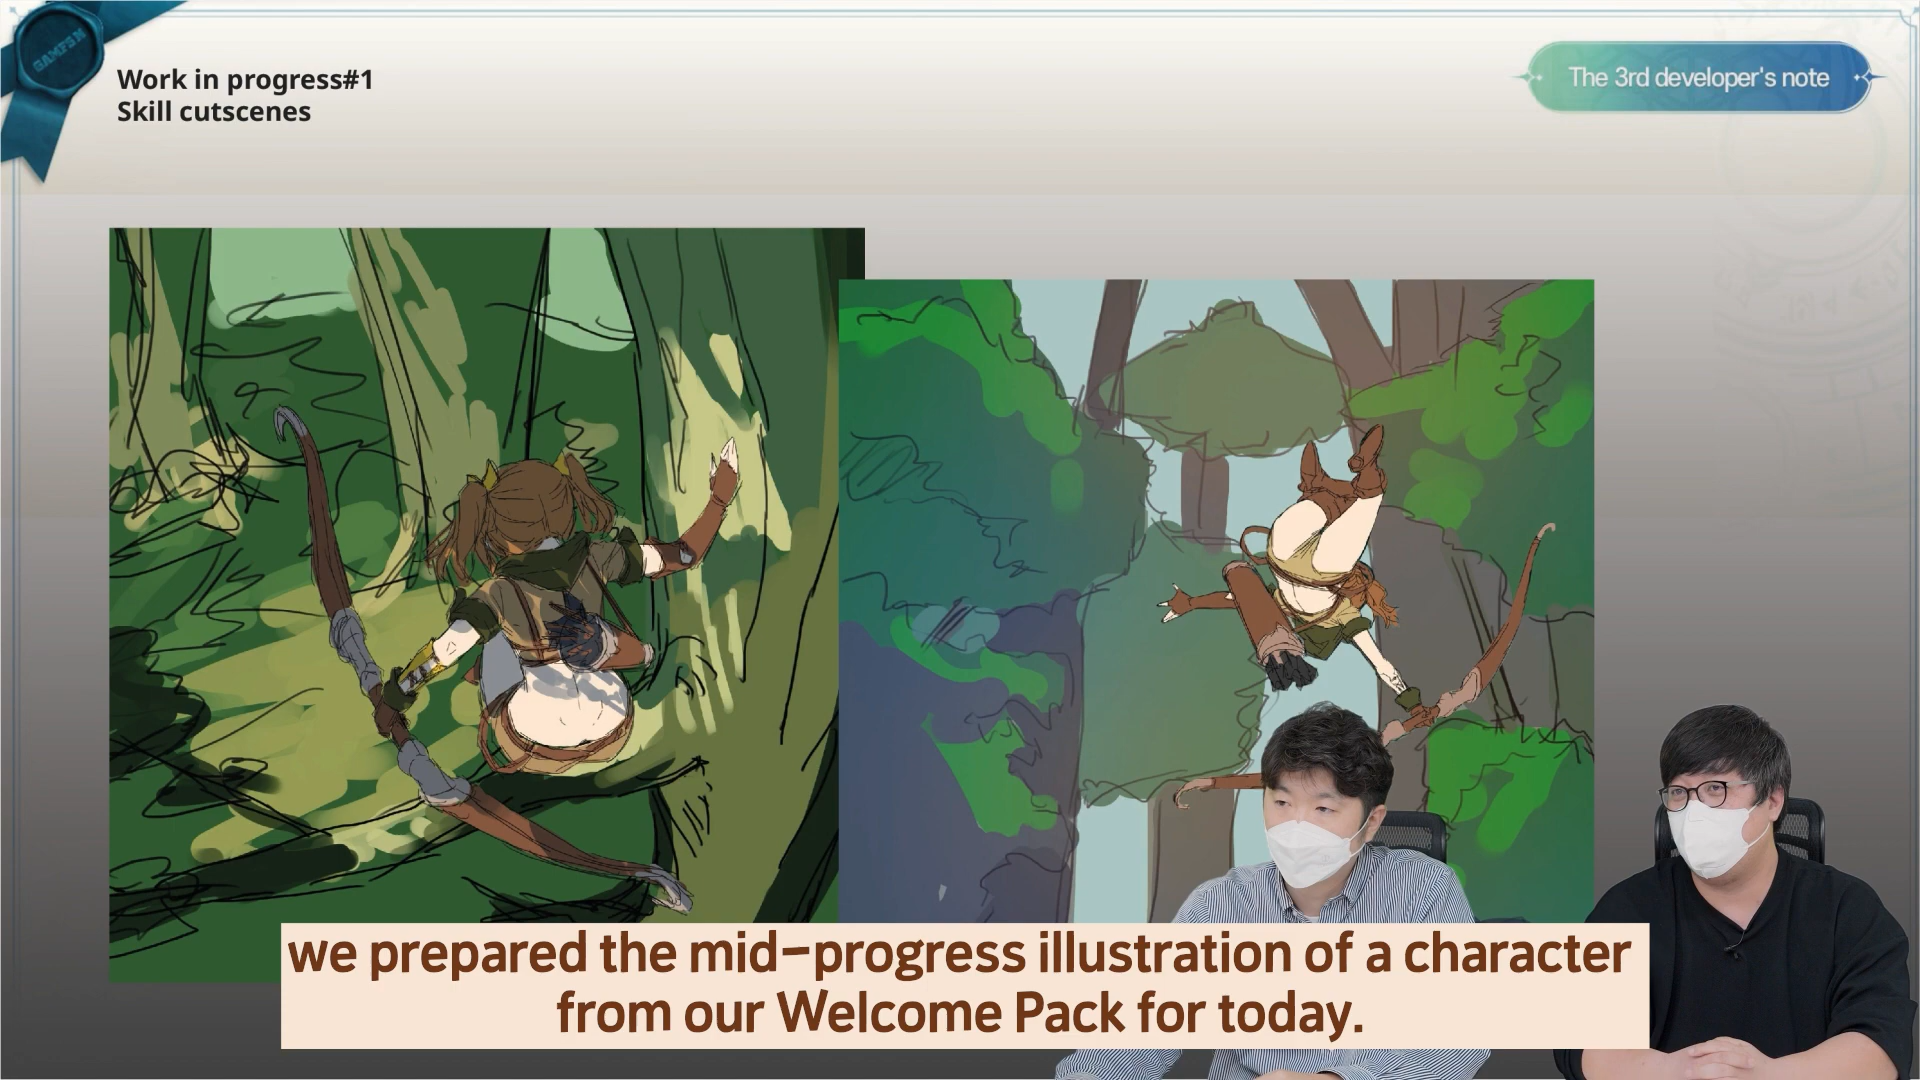 GAMFS N
Work in progress#1
Skill cutscenes
The 3rd developer's note
we prepared the mid-progress illustration of a character
from our Welcome Pack for today.